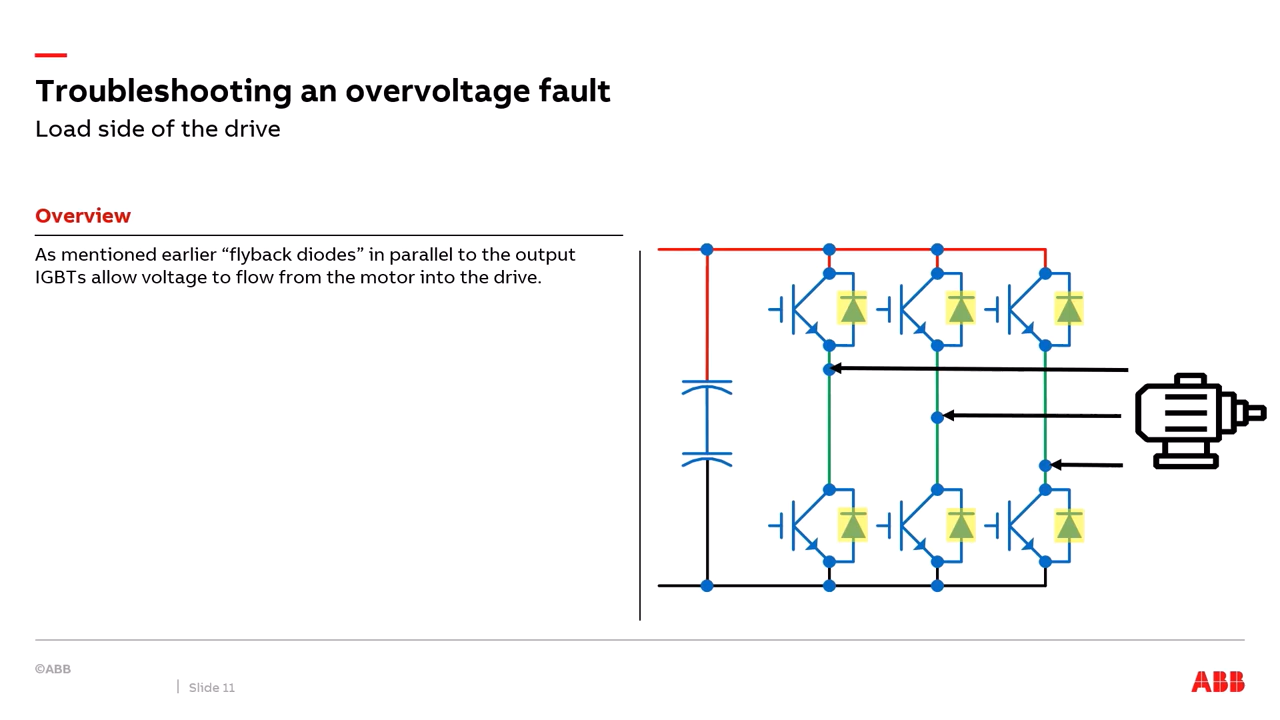 Troubleshooting an overvoltage fault
Load side of the drive
Overview
As mentioned earlier “flyback diodes” in parallel to the output
IGBTs allow voltage to flow from the motor into the drive.
©ABB
Slide 11
ABB